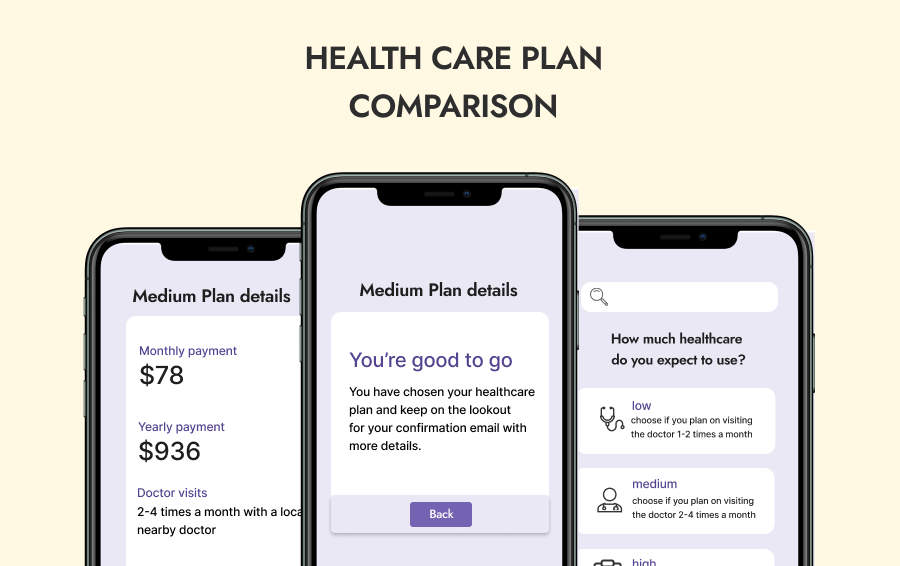 HEALTH CARE PLAN
COMPARISON
Medium Plan details
Monthly payment
$78
Yearly payment
$936
Doctor visits
2-4 times a month with a
nearby doctor
Medium Plan details
You’re good to go
You have chosen your healthcare
plan and keep on the lookout
for your confirmation email with
more details.
Back
How much healthcare
do you expect to use?
low
choose if you plan on visiting
the doctor 1-2 times a month
medium
choose if you plan on visiting
the doctor 2-4 times a month
high